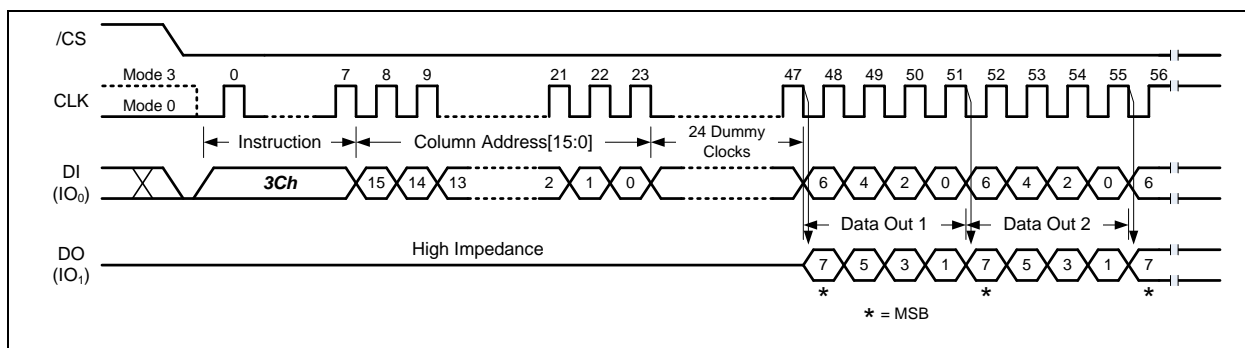 /CS
Mode 3 0 7 8 9 21 22 23 47 48 49 50 51 52 53 54 55 56
CLK Mode 0
Instruction Column Address[15:0] 24 Dummy Clocks
DI (IO0) 3Ch 15 14 13 2 1 0 6 4 2 0 6 4 2 0 6
Data Out 1 Data Out 2
High Impedance
DO (IO1) 7 5 3 1 7 5 3 1 7
* * *
* = MSB